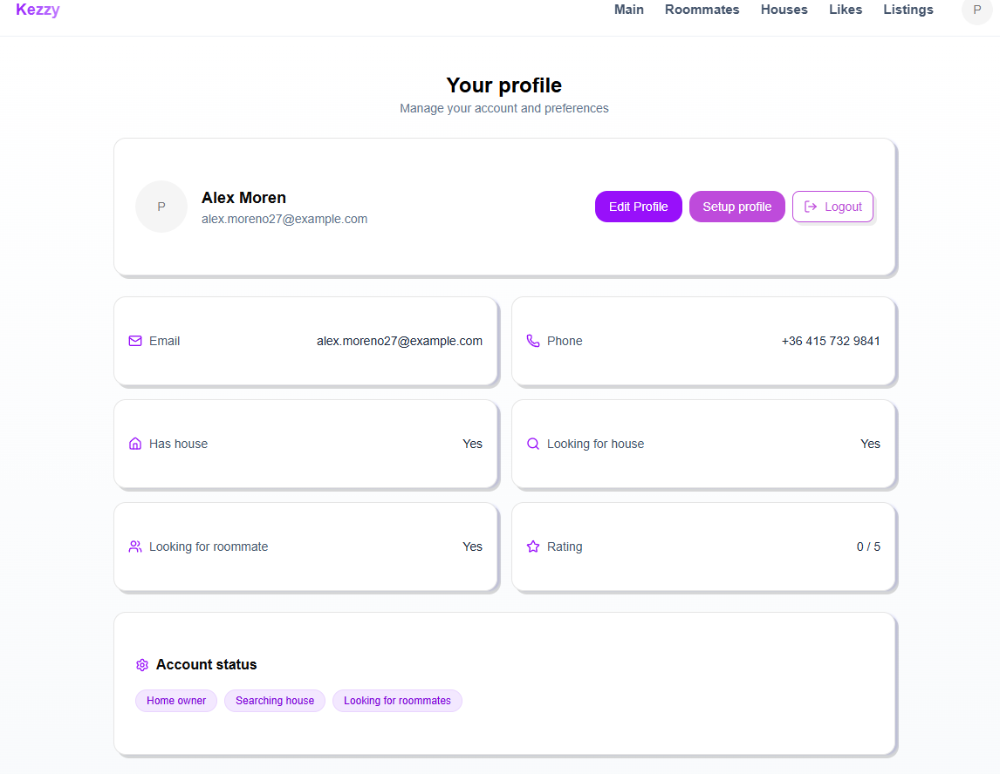 Kezzy Main Roommates Houses Likes Listings P
Your profile
Manage your account and preferences
P
Alex Moren
alex.moreno27@example.com
Edit Profile Setup profile Logout
Email alex.moreno27@example.com
Phone +36 415 732 9841
Has house Yes
Looking for house Yes
Looking for roommate Yes
Rating 0 / 5
Account status
Home owner Searching house Looking for roommates